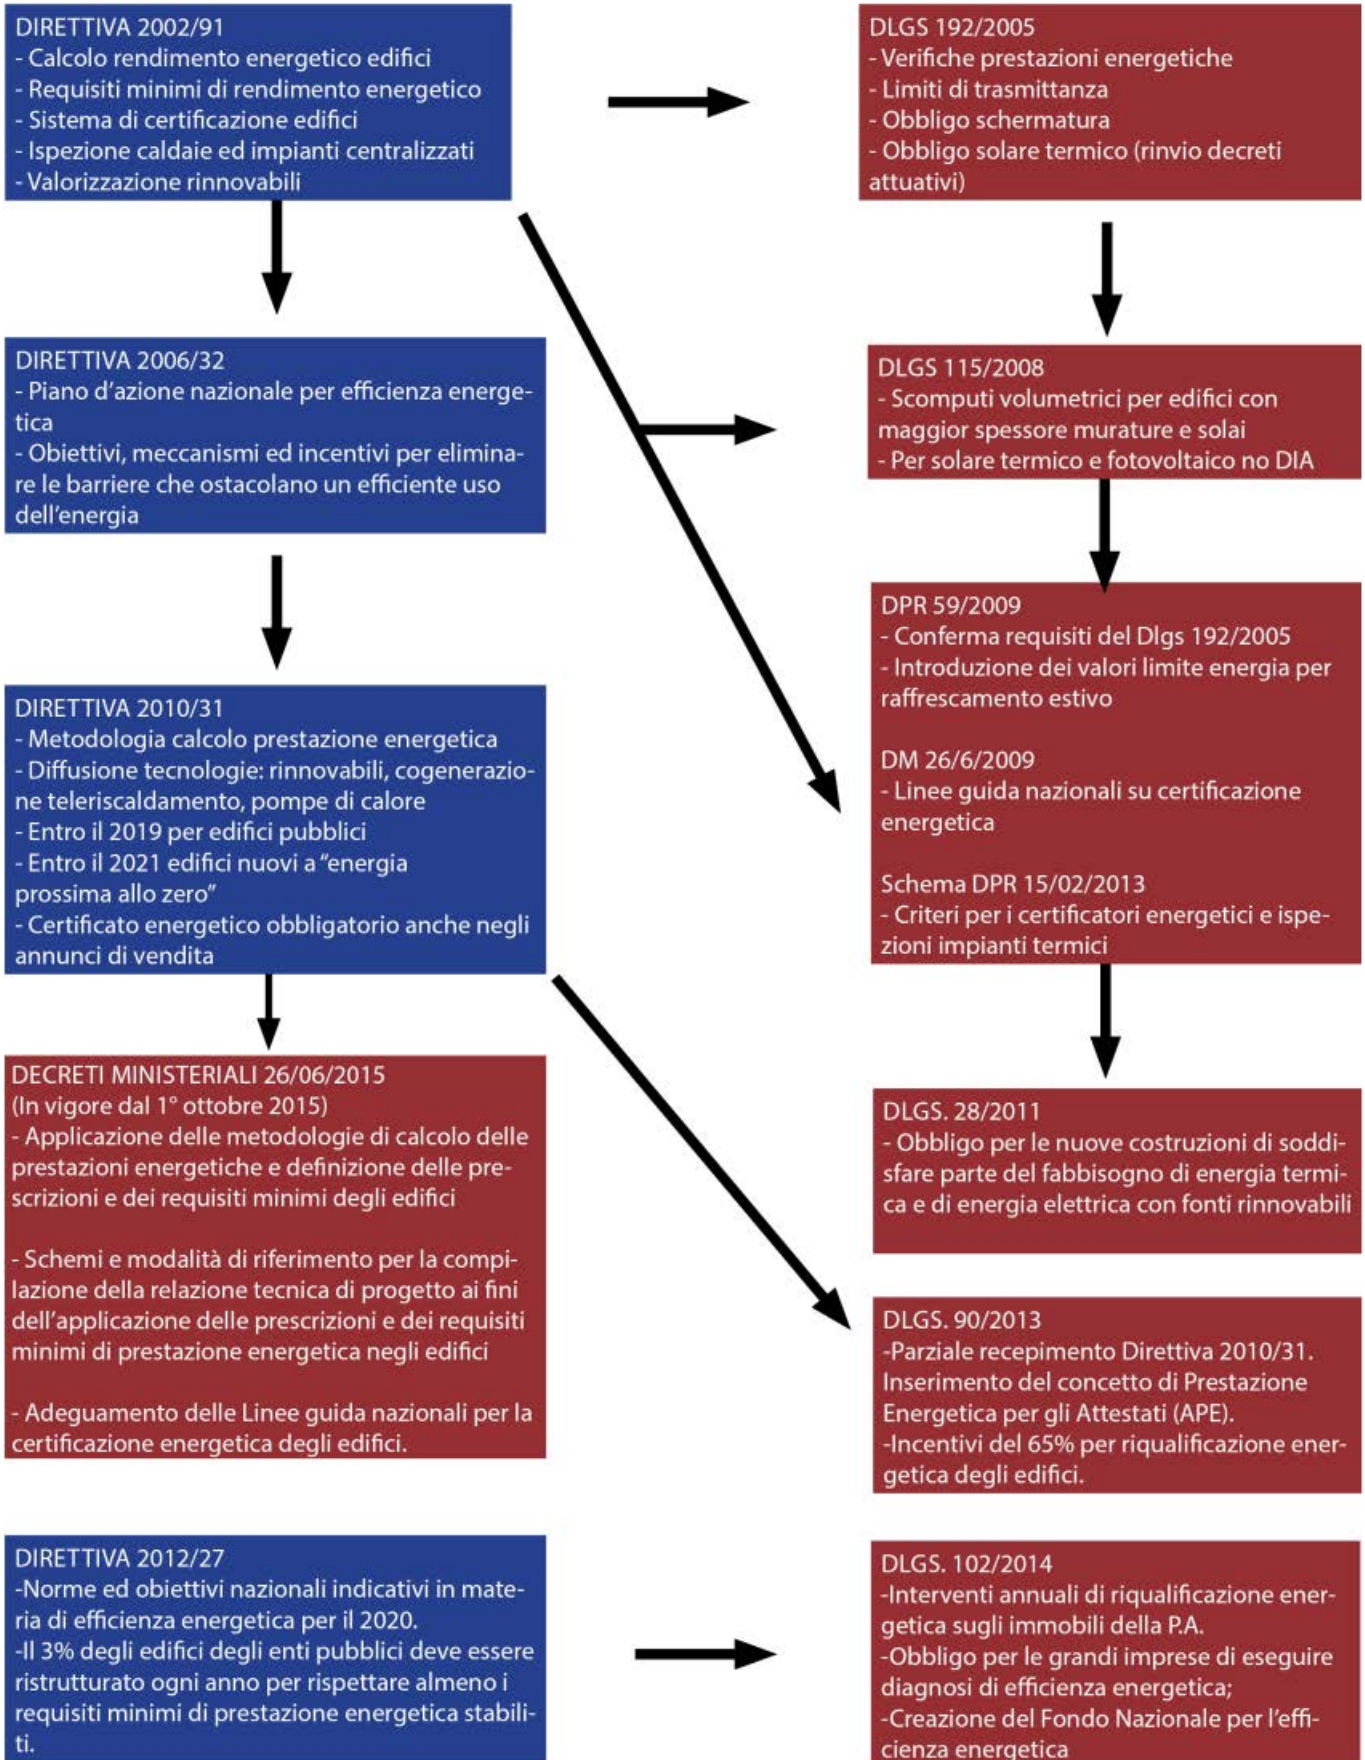 DIRETTIVA 2002/91
- Calcolo rendimento energetico edifici
- Requisiti minimi di rendimento energetico
- Sistema di certificazione edifici
- Ispezione caldaie ed impianti centralizzati
- Valorizzazione rinnovabili
DLGS 192/2005
- Verifiche prestazioni energetiche
- Limiti di trasmittanza
- Obbligo schermatura
- Obbligo solare termico (rinvio decreti
attuativi)
DIRETTIVA 2006/32
- Piano d'azione nazionale per efficienza energe-
tica
- Obiettivi, meccanismi ed incentivi per elimina-
re le barriere che ostacolano un efficiente uso
dell'energia
DLGS 115/2008
- Scomputi volumetrici per edifici con
maggior spessore murature e solai
- Per solare termico e fotovoltaico no DIA
DIRETTIVA 2010/31
- Metodologia calcolo prestazione energetica
- Diffusione tecnologie: rinnovabili, cogenerazio-
ne teleriscaldamento, pompe di calore
- Entro il 2019 per edifici pubblici
- Entro il 2021 edifici nuovi a "energia
prossima allo zero"
- Certificato energetico obbligatorio anche negli
annunci di vendita
DPR 59/2009
- Conferma requisiti del Dlgs 192/2005
- Introduzione dei valori limite energia per
raffrescamento estivo
DM 26/6/2009
- Linee guida nazionali su certificazione
energetica
Schema DPR 15/02/2013
- Criteri per i certificatori energetici e ispe-
zioni impianti termici
DECRETI MINISTERIALI 26/06/2015
(In vigore dal 1° ottobre 2015)
- Applicazione delle metodologie di calcolo delle
prestazioni energetiche e definizione delle pre-
scrizioni e dei requisiti minimi degli edifici
- Schemi e modalità di riferimento per la compi-
lazione della relazione tecnica di progetto ai fini
dell'applicazione delle prescrizioni e dei requisiti
minimi di prestazione energetica negli edifici
- Adeguamento delle Linee guida nazionali per la
certificazione energetica degli edifici.
DLGS. 28/2011
- Obbligo per le nuove costruzioni di soddi-
sfare parte del fabbisogno di energia termi-
ca e di energia elettrica con fonti rinnovabili
DLGS. 90/2013
-Parziale recepimento Direttiva 2010/31.
Inserimento del concetto di Prestazione
Energetica per gli Attestati (APE).
-Incentivi del 65% per riqualificazione ener-
getica degli edifici.
DIRETTIVA 2012/27
-Norme ed obiettivi nazionali indicativi in mate-
ria di efficienza energetica per il 2020.
-Il 3% degli edifici degli enti pubblici deve essere
ristrutturato ogni anno per rispettare almeno i
requisiti minimi di prestazione energetica stabili-
ti.
DLGS. 102/2014
-Interventi annuali di riqualificazione ener-
getica sugli immobili della P.A.
-Obbligo per le grandi imprese di eseguire
diagnosi di efficienza energetica;
-Creazione del Fondo Nazionale per l'effi-
cienza energetica